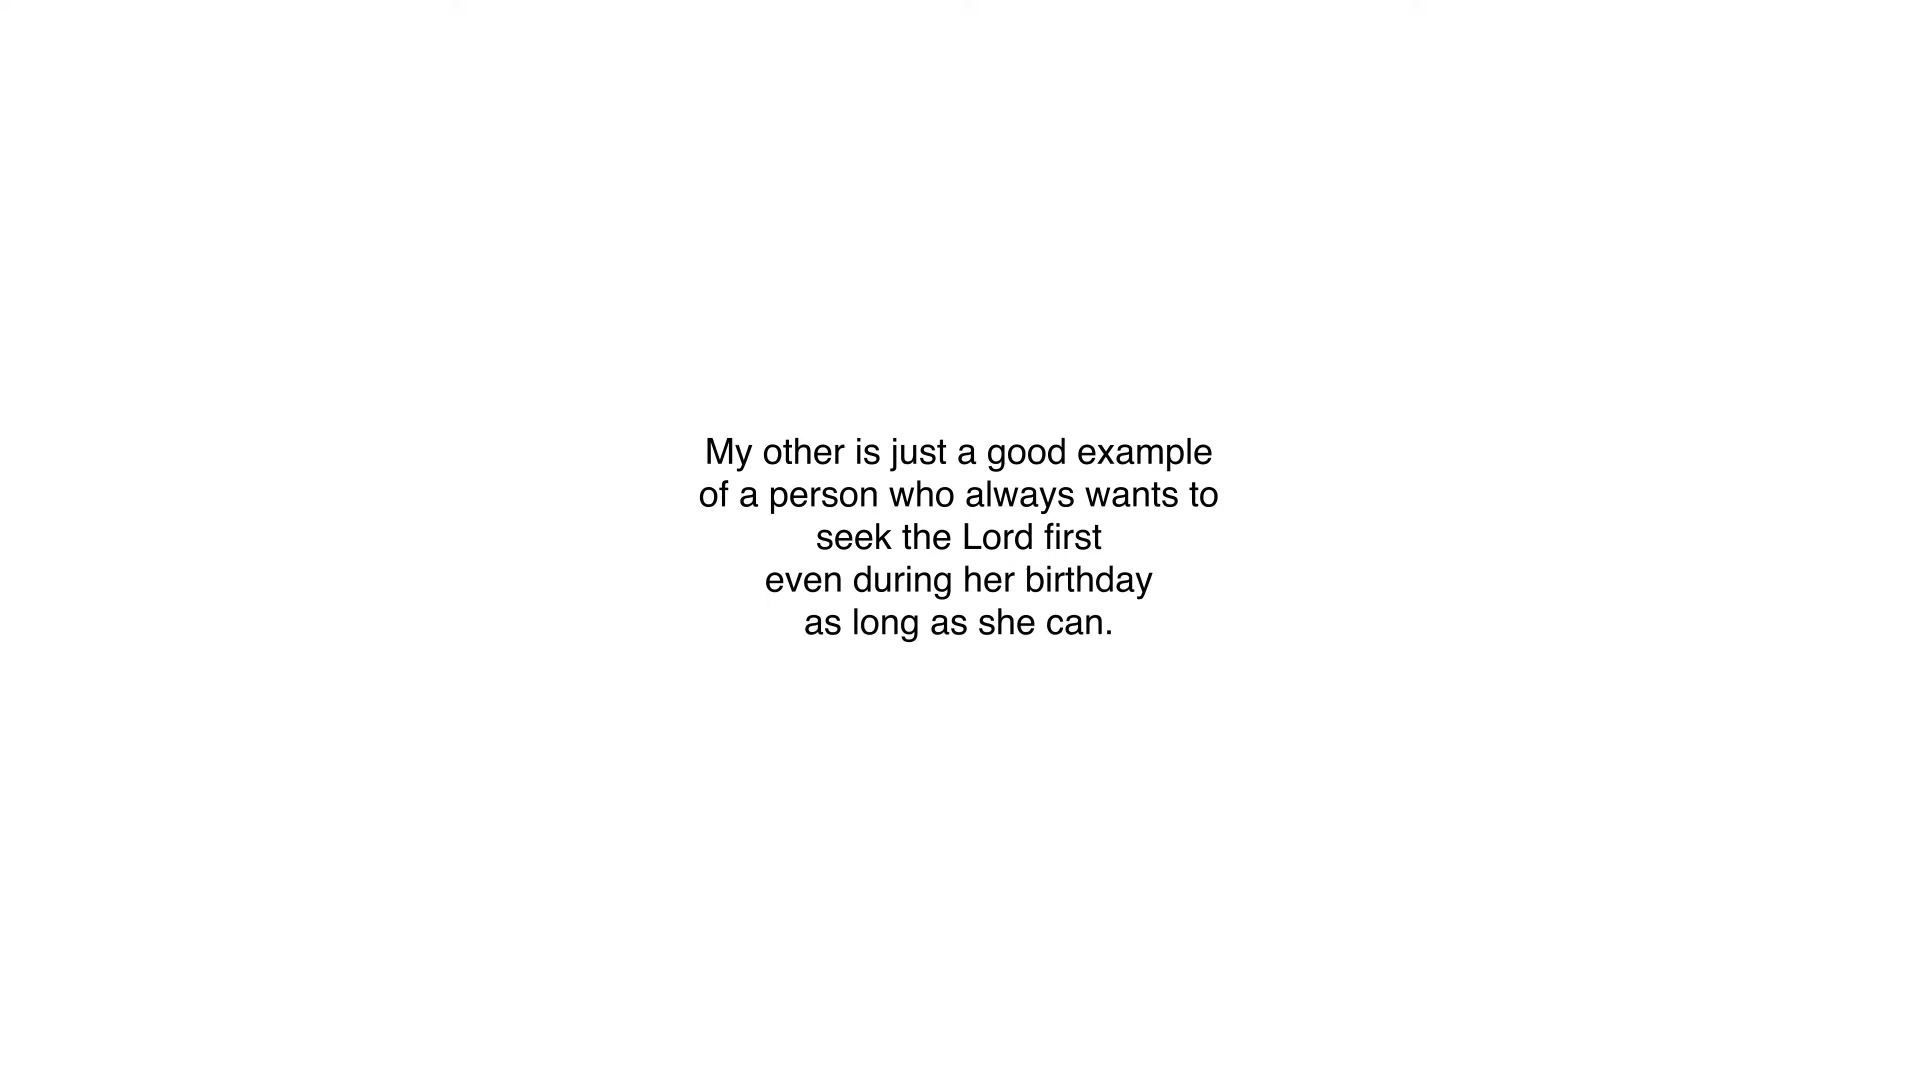 My other is just a good example
of a person who always wants to
seek the Lord first
even during her birthday
as long as she can.